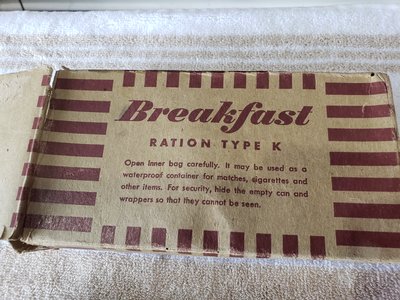 Breakfast
RATION TYPE K
Open Inner bag carefully. It may be used as a
waterproof container for matches, cigarettes and
other items. For security, hide the empty can and
wrappers so that they cannot be seen.